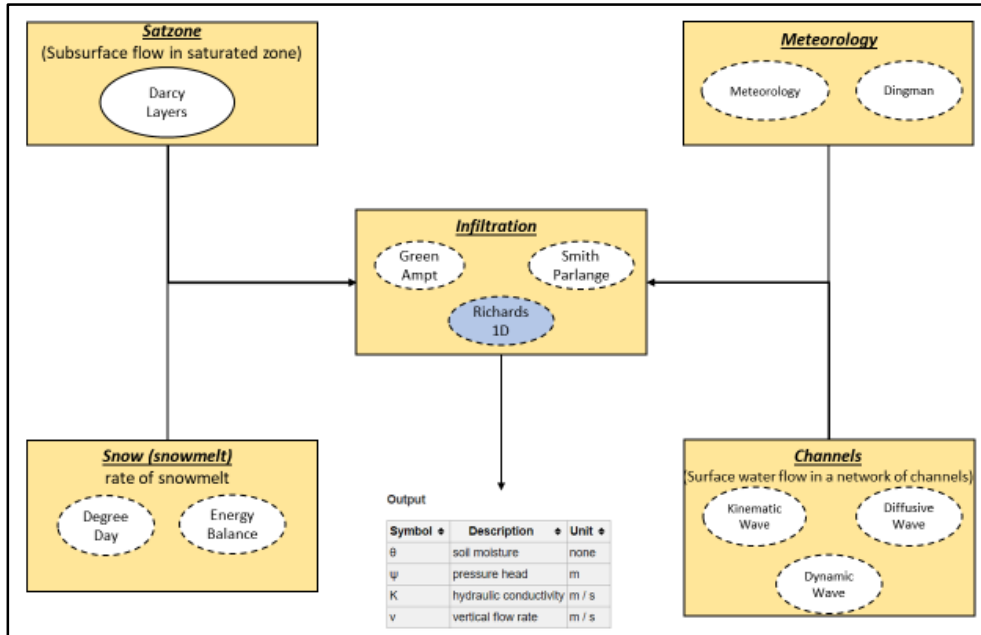 Satzone
(Subsurface flow in saturated zone)
Darcy
Layers
Meteorology
Meteorology
Dingman
Infiltration
Green
Ampt
Smith
Parlange
Richards
1D
Snow (snowmelt)
rate of snowmelt
Degree
Day
Energy
Balance
Channels
(Surface water flow in a network of channels)
Kinematic
Wave
Diffusive
Wave
Dynamic
Wave
Output
Symbol Description Unit
θ soil moisture none
ψ pressure head m
K hydraulic conductivity m / s
v vertical flow rate m / s